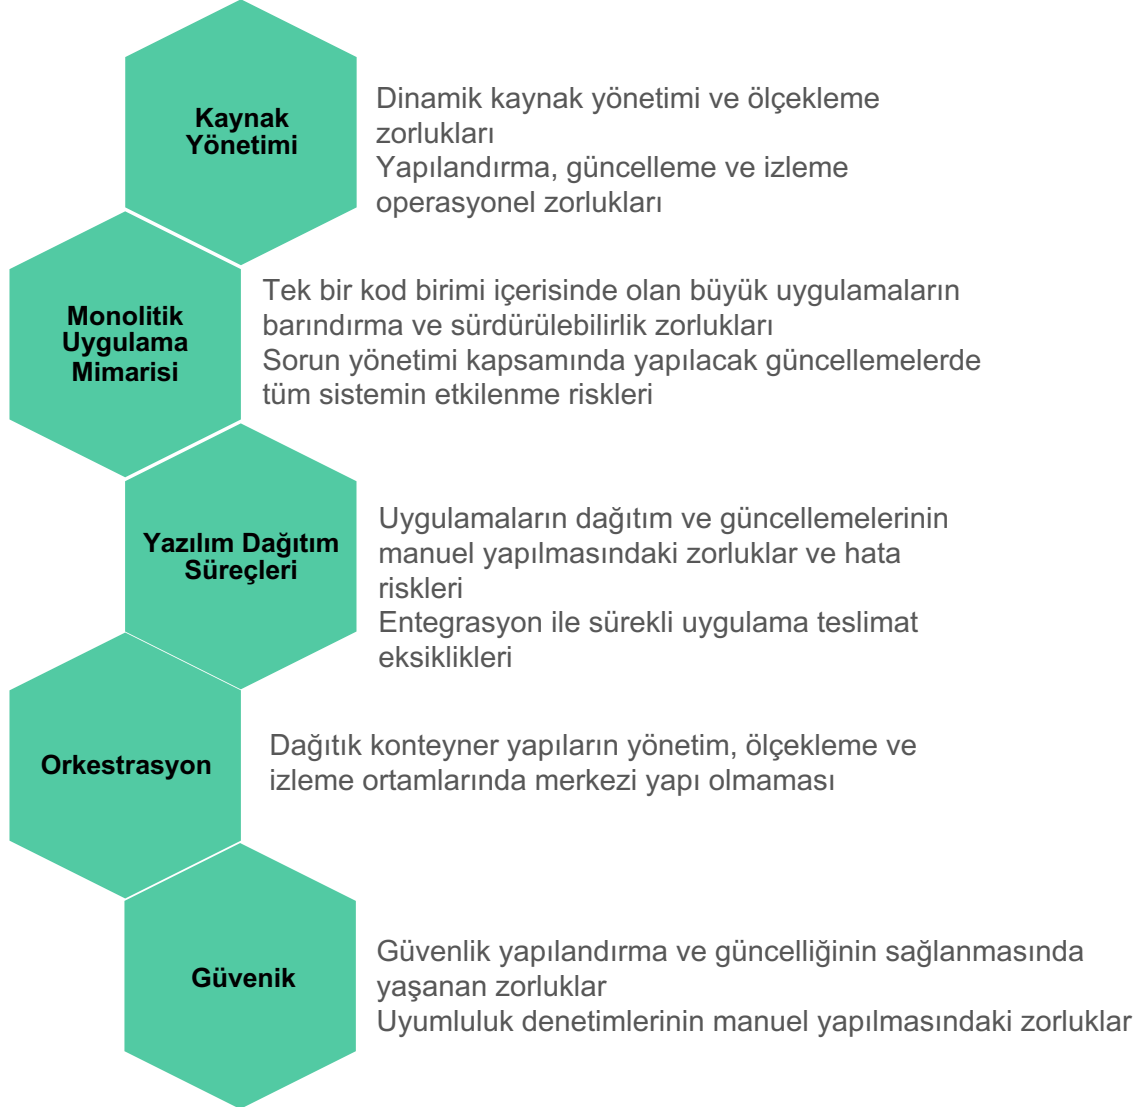 Kaynak
Yönetimi
Dinamik kaynak yönetimi ve ölçekleme
zorlukları
Yapılandırma, güncelleme ve izleme
operasyonel zorlukları
Monolitik
Uygulama
Mimarisi
Tek bir kod birimi içerisinde olan büyük uygulamaların
barındırma ve sürdürülebilirlik zorlukları
Sorun yönetimi kapsamında yapılacak güncellemelerde
tüm sistemin etkilenme riskleri
Yazılım Dağıtım
Süreçleri
Uygulamaların dağıtım ve güncellemelerinin
manuel yapılmasındaki zorluklar ve hata
riskleri
Entegrasyon ile sürekli uygulama teslimat
eksiklikleri
Orkestrasyon
Dağıtık konteyner yapıların yönetim, ölçekleme ve
izleme ortamlarında merkezi yapı olmaması
Güvenik
Güvenlik yapılandırma ve güncelliğinin sağlanmasında
yaşanan zorluklar
Uyumluluk denetimlerinin manuel yapılmasındaki zorluklar